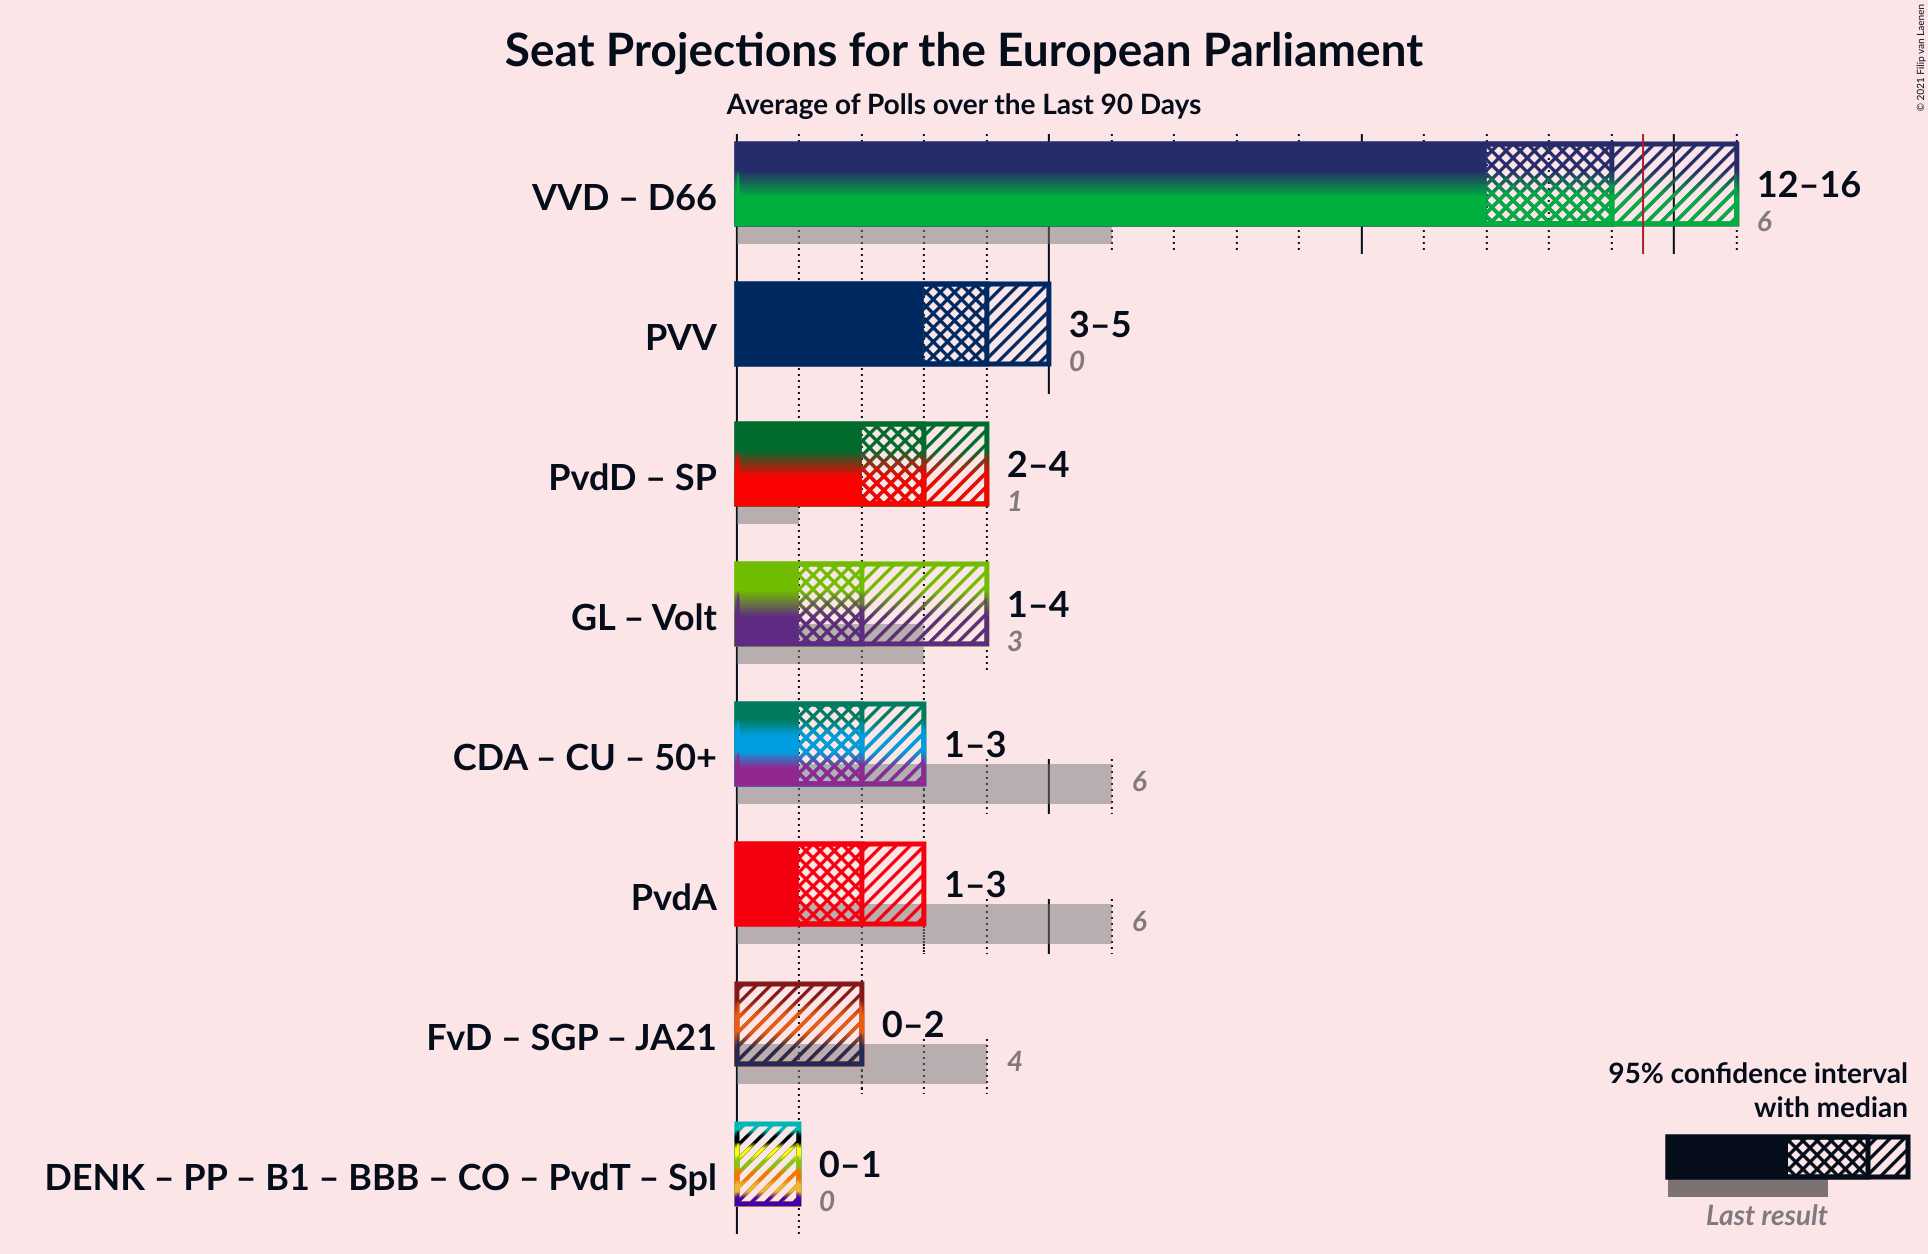 Seat Projections for the European Parliament
Average of Polls over the Last 90 Days
© 2021 Filip van Laenen
VVD – D66
12–16
6
PVV
3–5
0
PvdD – SP
2–4
1
GL – Volt
1–4
3
CDA – CU – 50+
1–3
6
PvdA
1–3
6
FvD – SGP – JA21
0–2
4
DENK – PP – B1 – BBB – CO – PvdT – Spl
0–1
0
95% confidence interval
with median
Last result